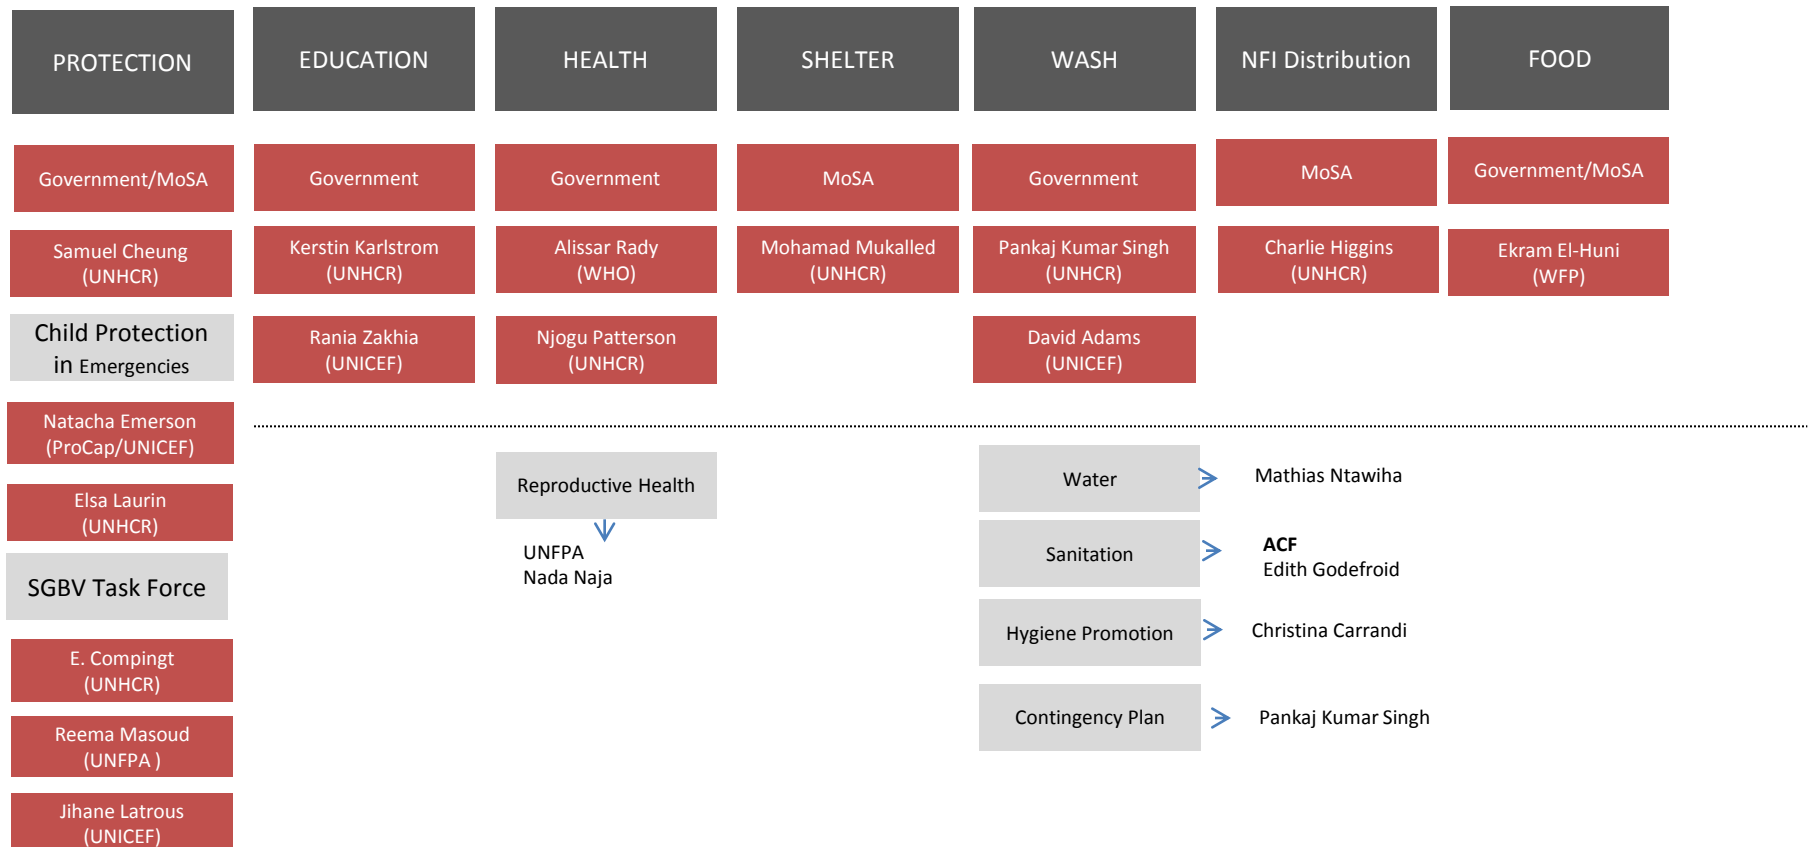 PROTECTION
EDUCATION
HEALTH
SHELTER
WASH
NFI Distribution
FOOD
Government/MoSA
Government
Government
MoSA
Government
MoSA
Government/MoSA
Samuel Cheung
(UNHCR)
Kerstin Karlstrom
(UNHCR)
Alissar Rady
(WHO)
Mohamad Mukalled
(UNHCR)
Pankaj Kumar Singh
(UNHCR)
Charlie Higgins
(UNHCR)
Ekram El-Huni
(WFP)
Child Protection
in Emergencies
Rania Zakhia
(UNICEF)
Njogu Patterson
(UNHCR)
David Adams
(UNICEF)
Natacha Emerson
(ProCap/UNICEF)
Elsa Laurin
(UNHCR)
SGBV Task Force
E. Compingt
(UNHCR)
Reema Masoud
(UNFPA )
Jihane Latrous
(UNICEF)
Reproductive Health
UNFPA
Nada Naja
Water
Mathias Ntawiha
Sanitation
ACF
Edith Godefroid
Hygiene Promotion
Christina Carrandi
Contingency Plan
Pankaj Kumar Singh